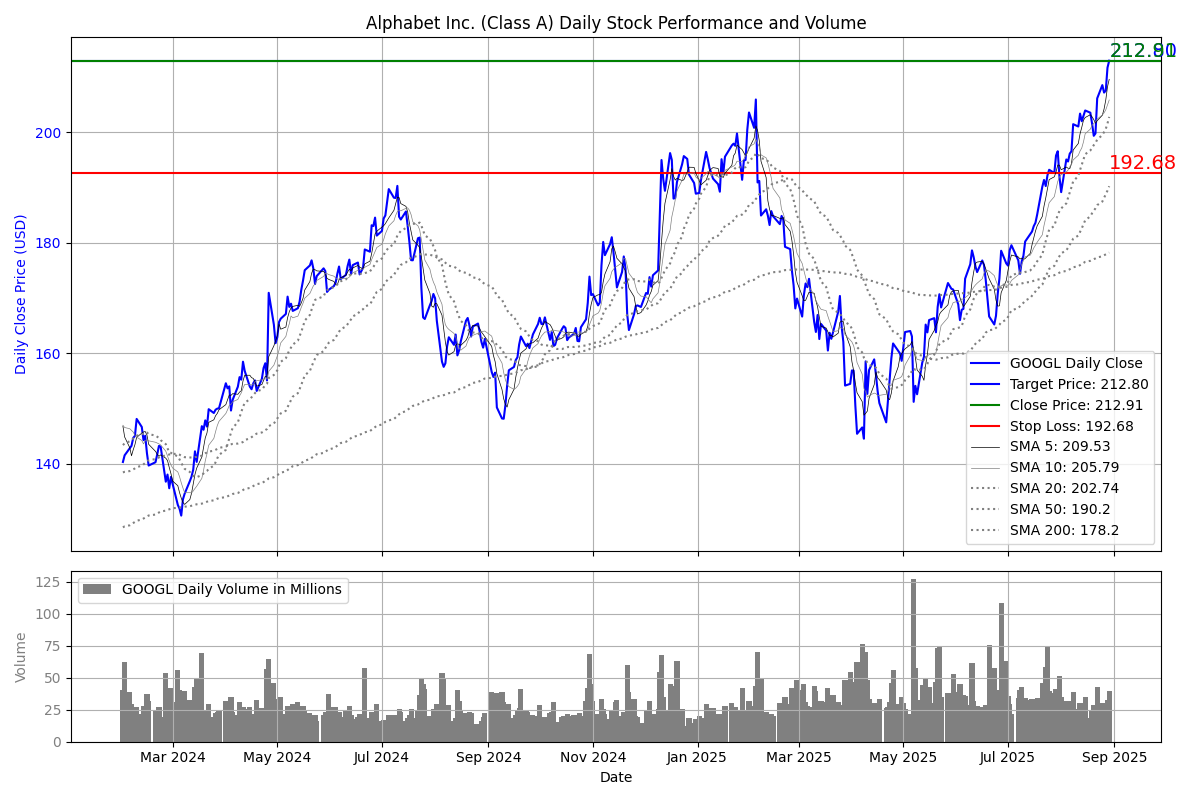 Alphabet Inc. (Class A) Daily Stock Performance and Volume
212.80
212.91
192.68
Daily Close Price (USD)
200
180
160
140
GOOGL Daily Close
Target Price: 212.80
Close Price: 212.91
Stop Loss: 192.68
SMA 5: 209.53
SMA 10: 205.79
SMA 20: 202.74
SMA 50: 190.2
SMA 200: 178.2
GOOGL Daily Volume in Millions
Volume
125
100
75
50
25
0
Mar 2024 May 2024 Jul 2024 Sep 2024 Nov 2024 Jan 2025 Mar 2025 May 2025 Jul 2025 Sep 2025
Date